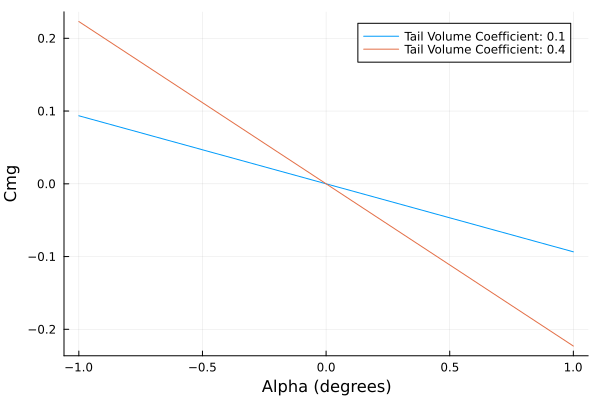 Tail Volume Coefficient: 0.1
Tail Volume Coefficient: 0.4
0.2
0.1
0.0
−0.1
−0.2
Cmg
−1.0 −0.5 0.0 0.5 1.0
Alpha (degrees)